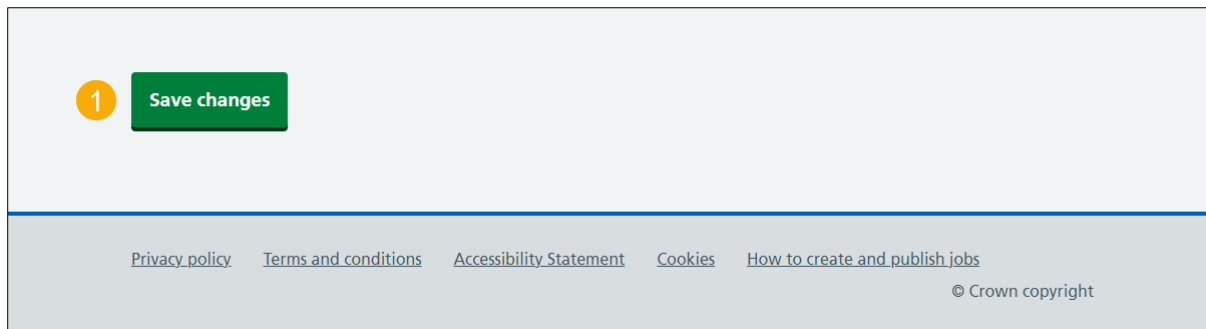 1 Save changes
Privacy policy Terms and conditions Accessibility Statement Cookies How to create and publish jobs
© Crown copyright